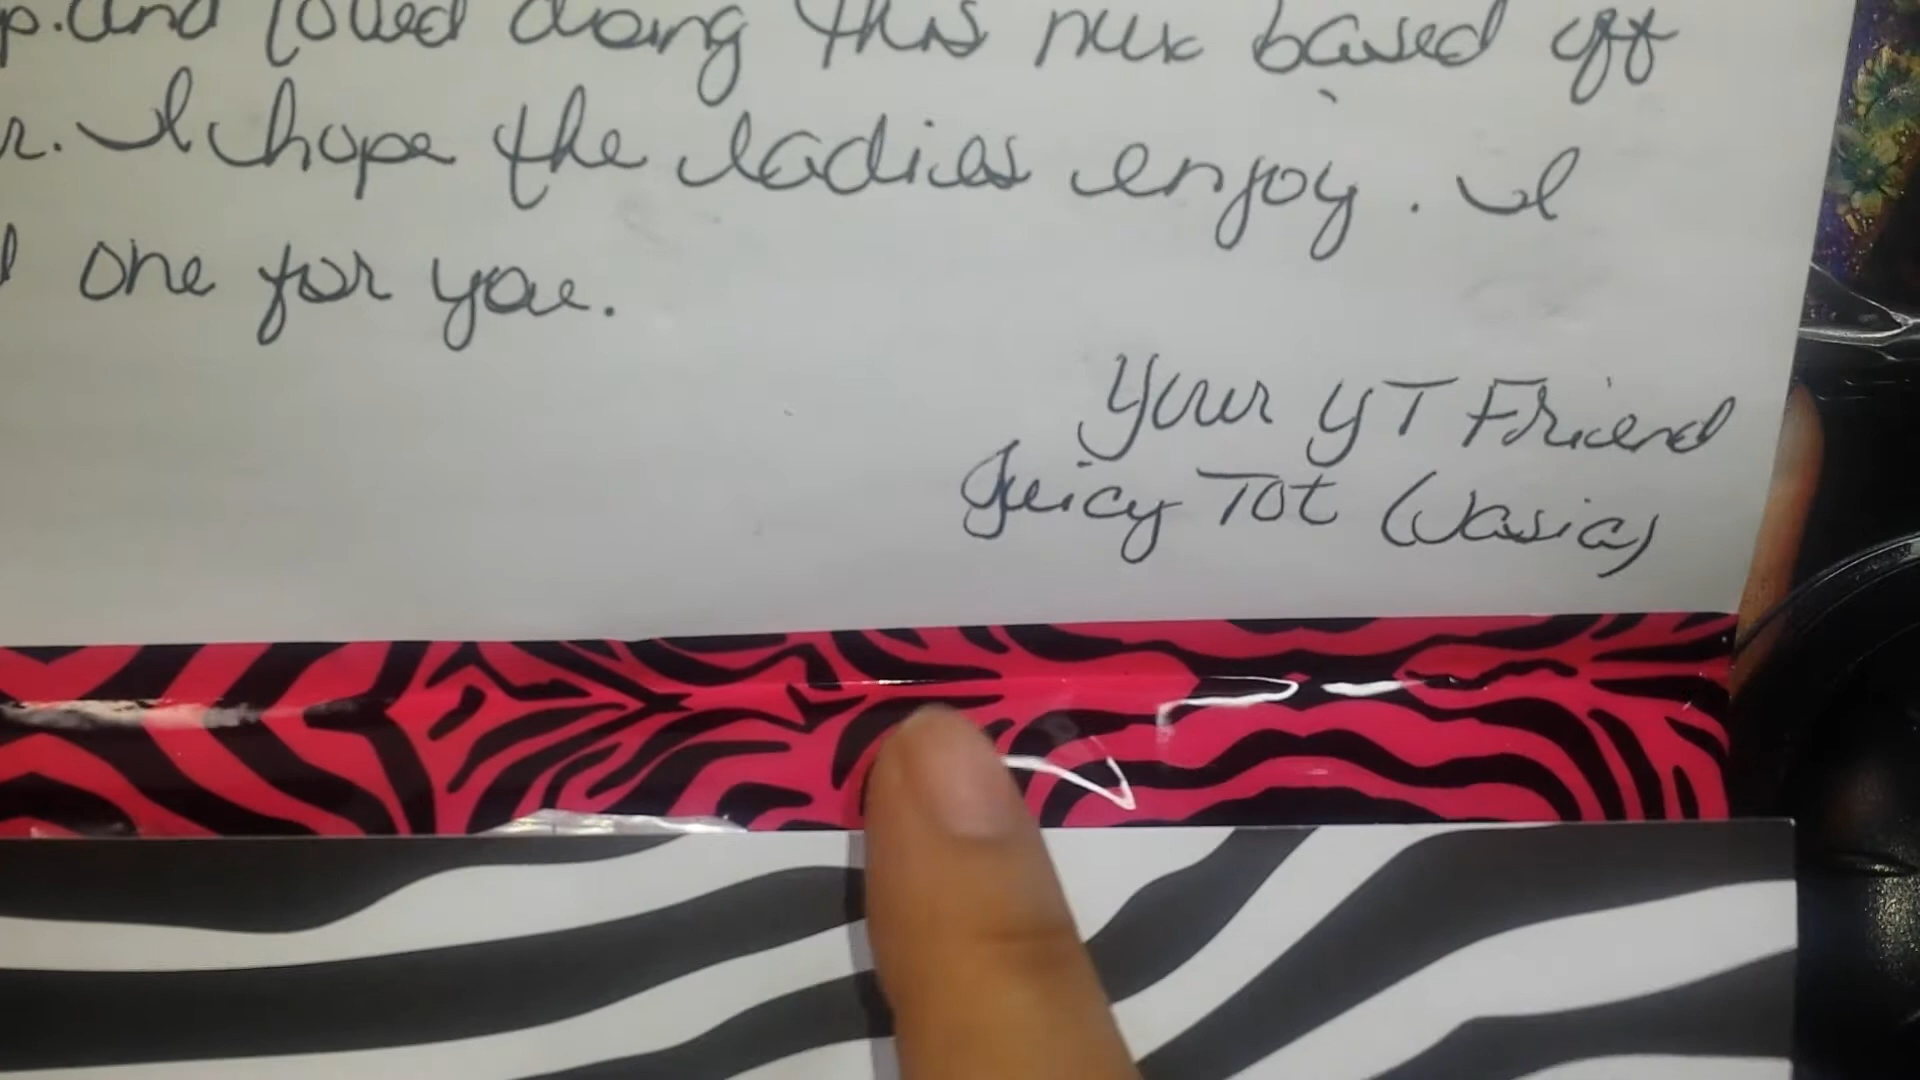 p. and loved doing this mix based off
r. I hope the ladies enjoy. I
one for you.
Your YT Friend
Juicy Tot (Wasia)